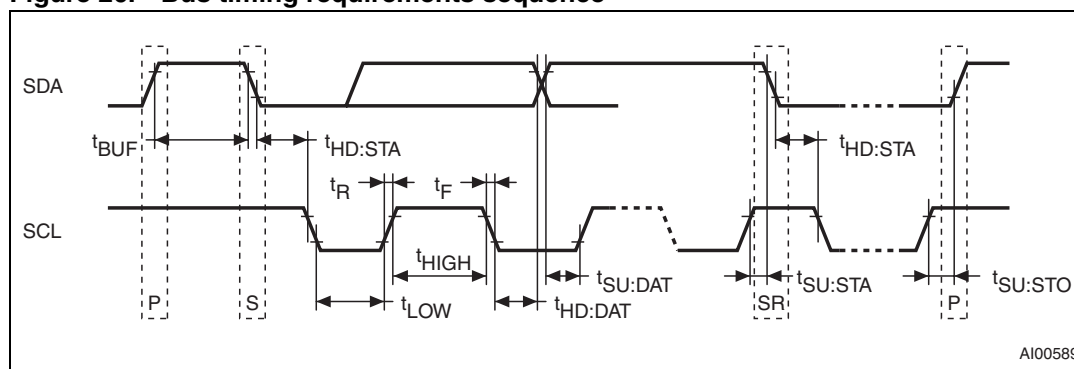 Figure Bus timing requirements sequence
SDA
tBUF
tHD:STA
tHD:STA
tR
tF
SCL
tHIGH
tSU:DAT
tSU:STA
tSU:STO
P
S
tLOW
tHD:DAT
SR
P
AI00589